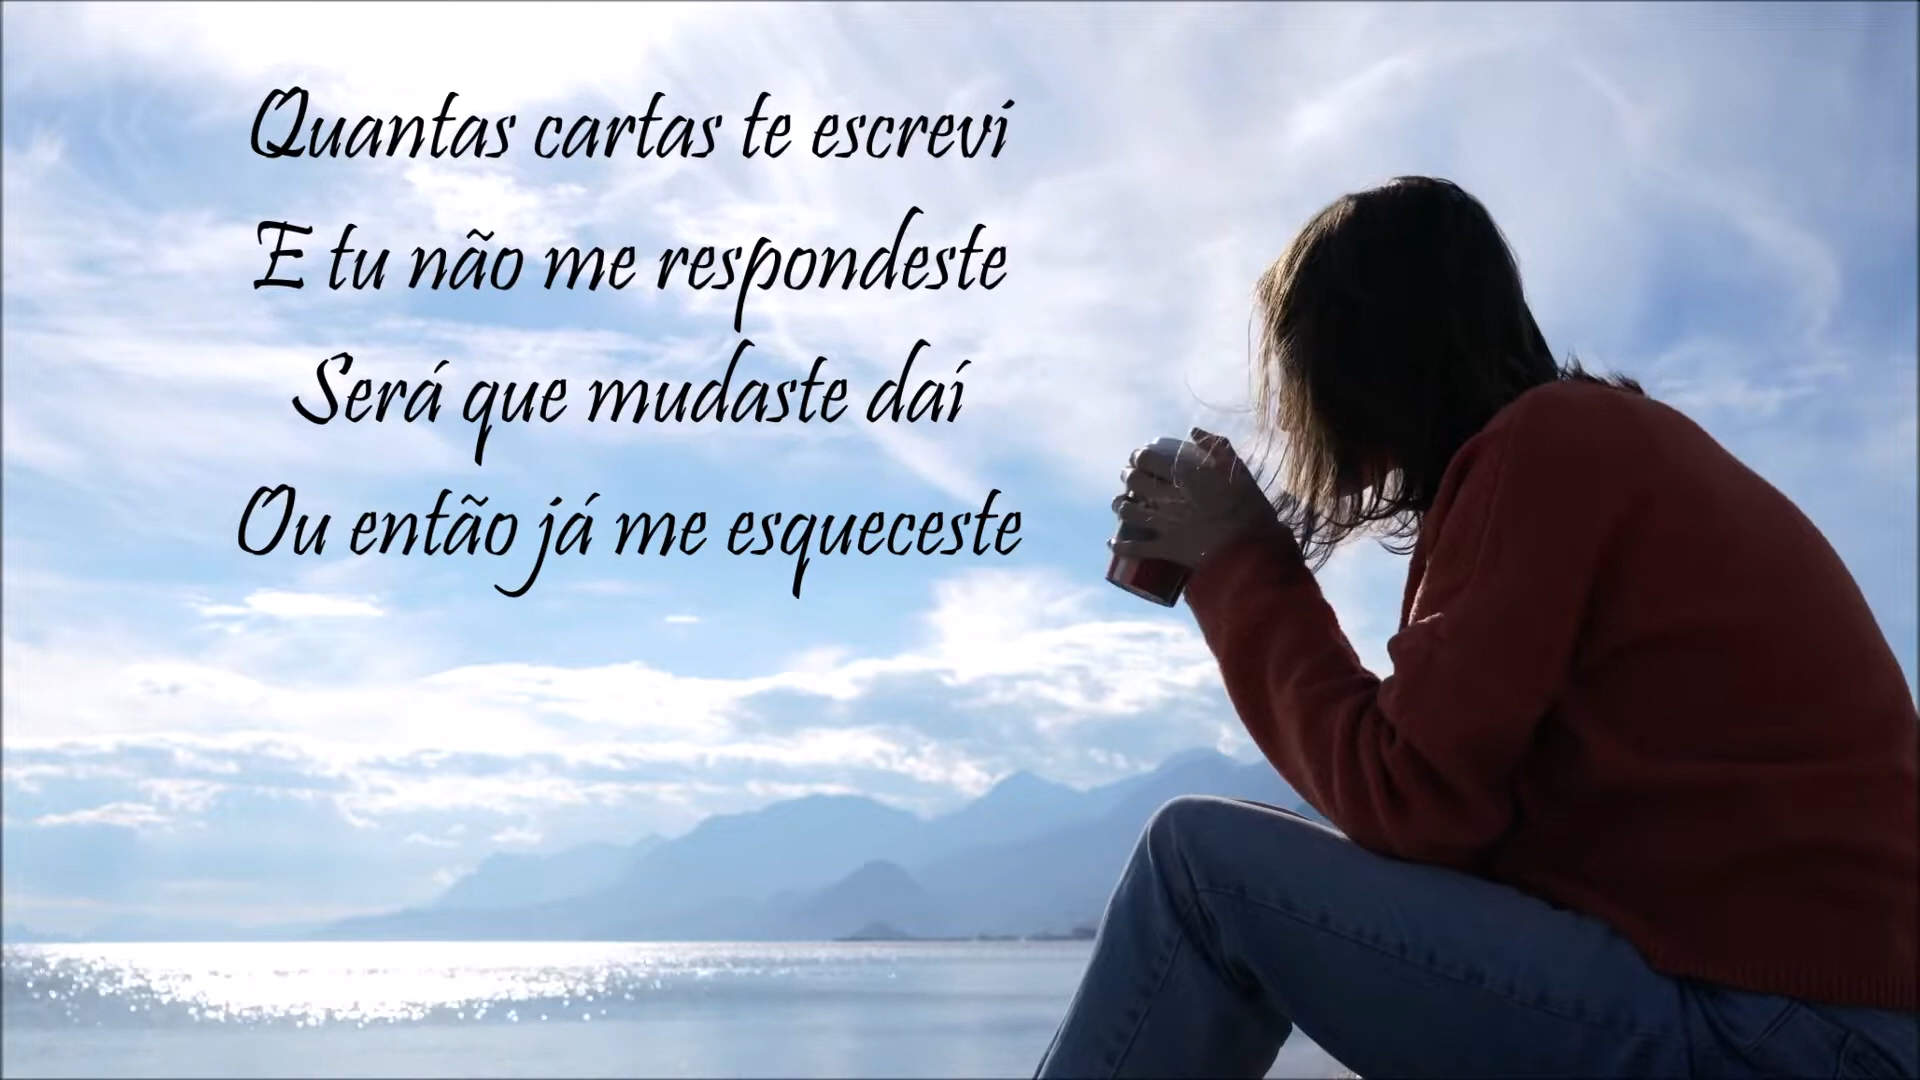 Quantas cartas te escrevi
E tu não me respondeste
Será que mudaste daí
Ou então já me esqueceste